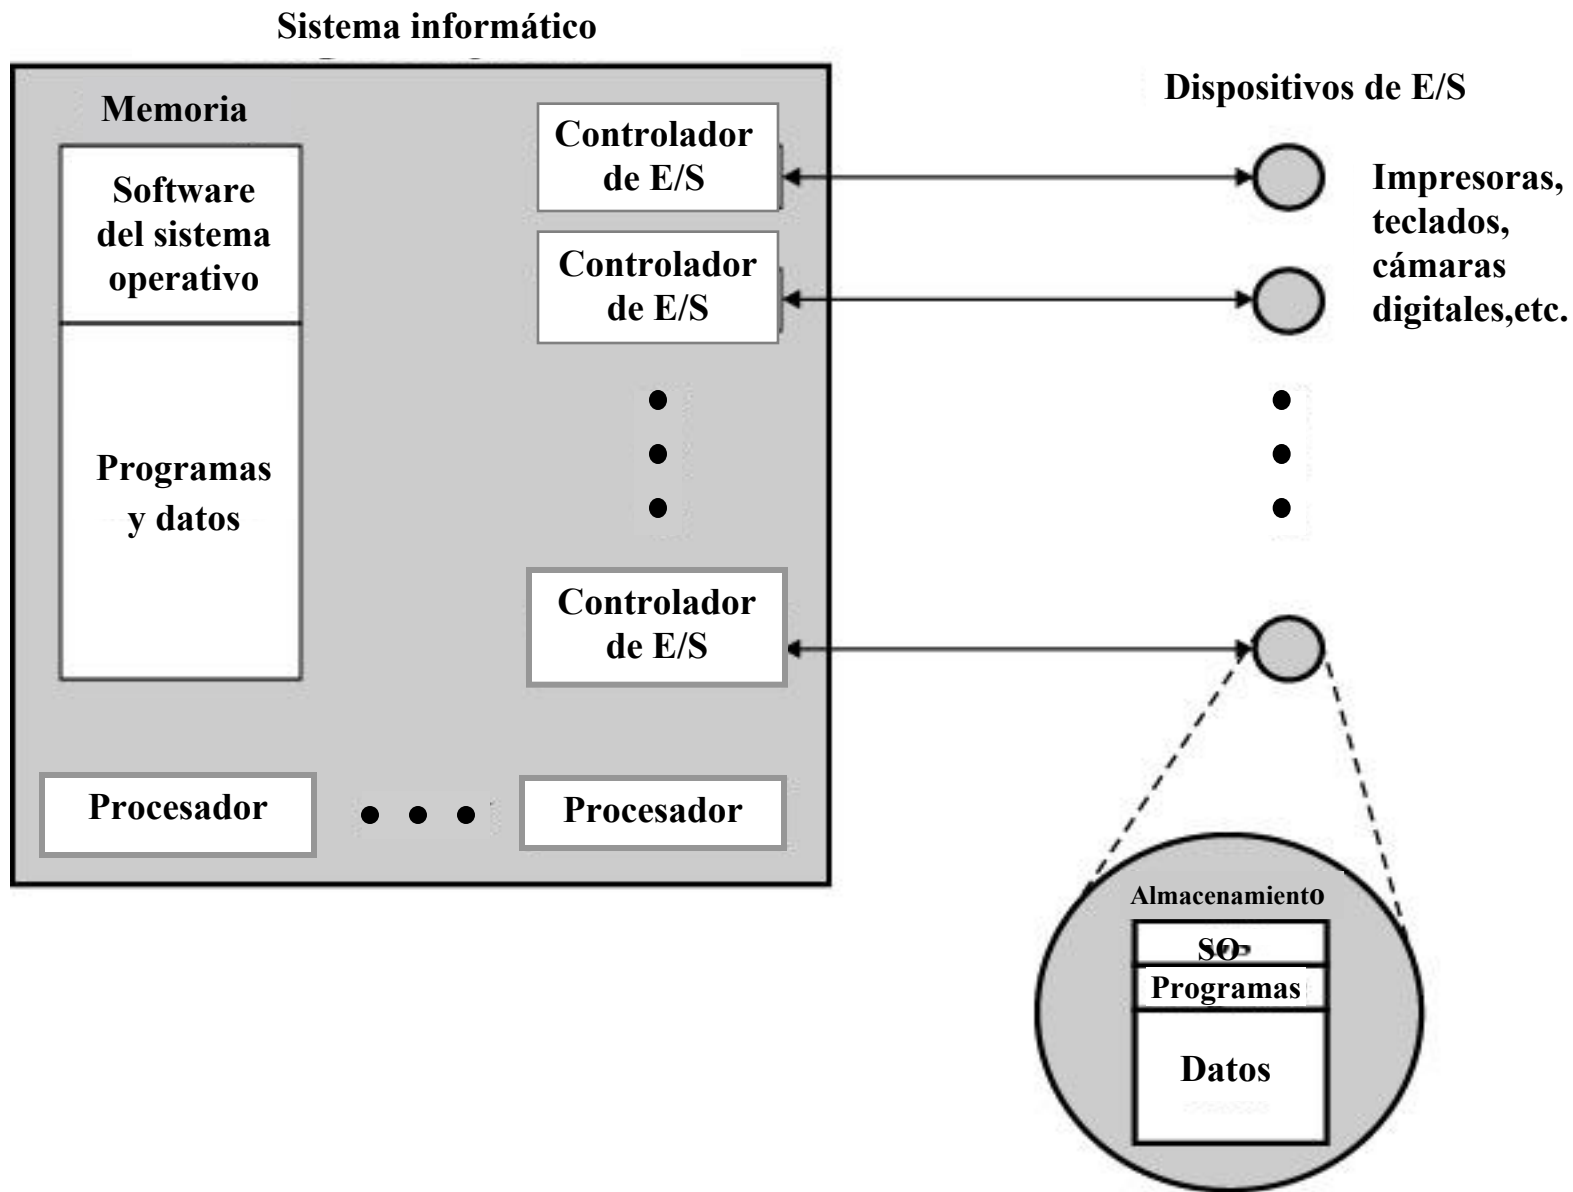 Sistema informático
Memoria
Software
del sistema
operativo
Programas
y datos
Controlador
de E/S
Controlador
de E/S
Controlador
de E/S
Procesador
Procesador
Dispositivos de E/S
Impresoras,
teclados,
cámaras
digitales,etc.
Almacenamiento
SO
Programas
Datos